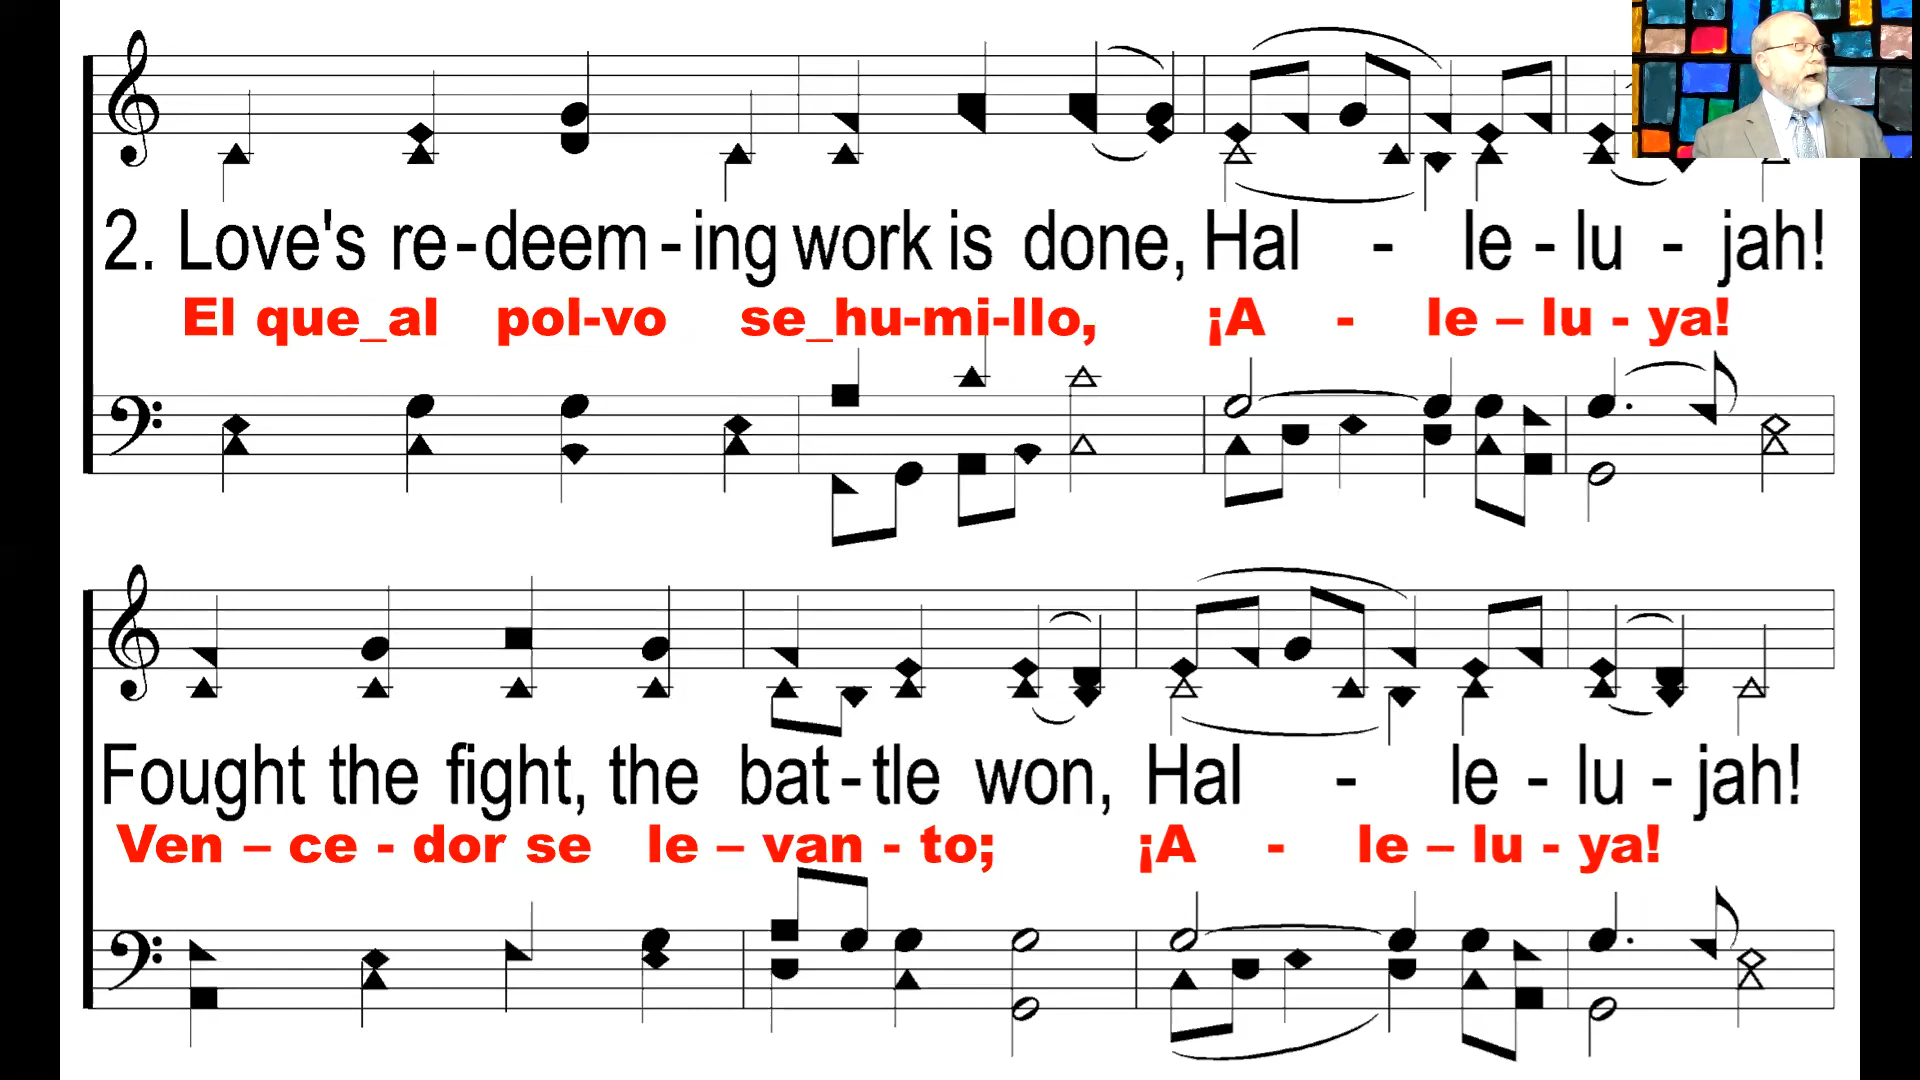 2. Love's re-deem-ing work is done, Hal - le - lu - jah!
El que_al pol-vo se_hu-mi-llo, ¡A - le – lu - ya!
Fought the fight, the bat-tle won, Hal - le - lu - jah!
Ven – ce - dor se le – van - to; ¡A - le – lu - ya!